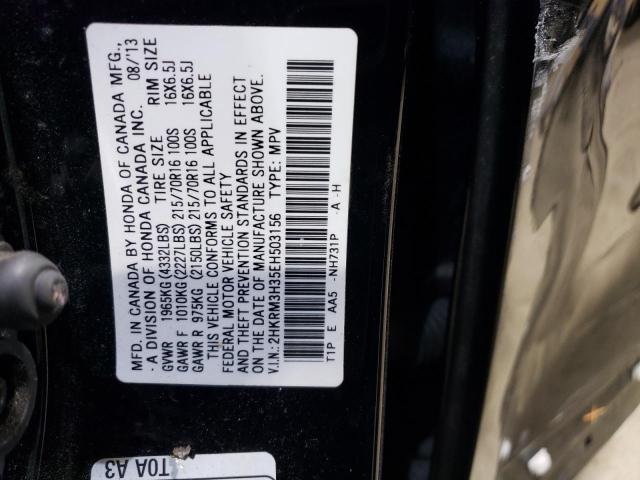 MFD. IN CANADA BY HONDA OF CANADA MFG.,
- A DIVISION OF HONDA CANADA INC. 08/'13
GVWR 1965KG (4332LBS) TIRE SIZE RIM SIZE
GAWR F 1010KG (2227LBS) 215/70R16 100S 16X6.5J
GAWR R 975KG (2150LBS) 215/70R16 100S 16X6.5J
THIS VEHICLE CONFORMS TO ALL APPLICABLE
FEDERAL MOTOR VEHICLE SAFETY
AND THEFT PREVENTION STANDARDS IN EFFECT
ON THE DATE OF MANUFACTURE SHOWN ABOVE.
V.I.N.: 2HKRM3H35EH503156 TYPE: MPV
T1P E AA5 -NH731P -A -H
T0A A3